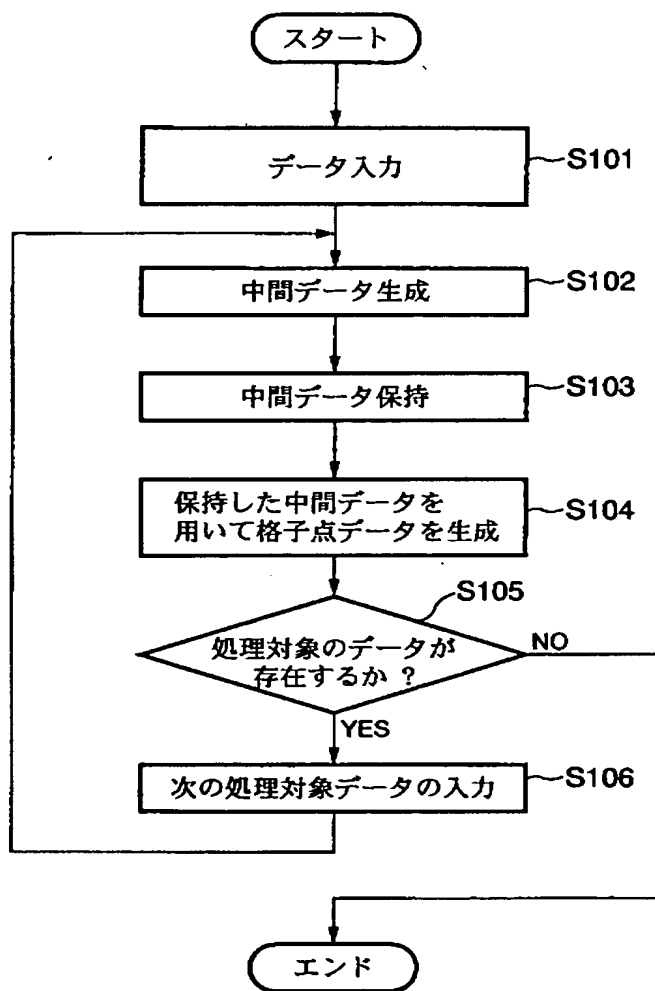 スタート
データ入力
S101
中間データ生成
S102
中間データ保持
S103
保持した中間データを
用いて格子点データを生成
S104
S105
処理対象のデータが
存在するか ?
NO
YES
次の処理対象データの入力
S106
エンド